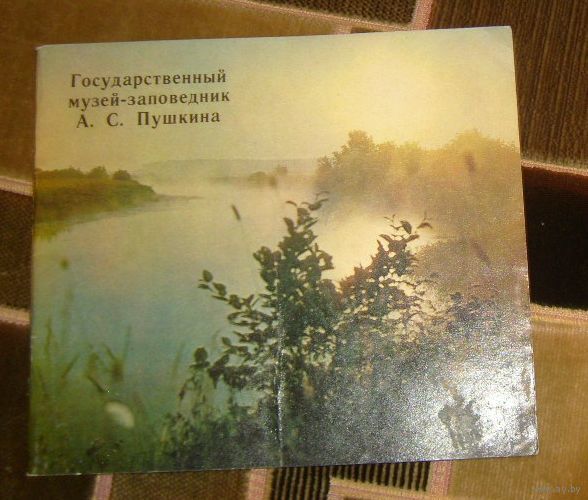 Государственный
музей-заповедник
А. С. Пушкина